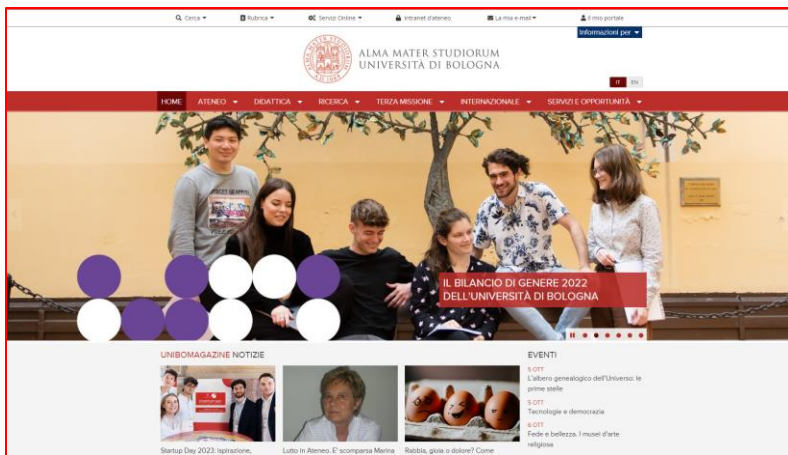 Cerca
Rubrica
Servizi Online
Intranet d'ateneo
La mia e-mail
Il mio portale
Informazioni per
ALMA MATER STUDIORUM
UNIVERSITÀ DI BOLOGNA
IT EN
HOME ATENEO DIDATTICA RICERCA TERZA MISSIONE INTERNAZIONALE SERVIZI E OPPORTUNITÀ
IL BILANCIO DI GENERE 2022
DELL'UNIVERSITÀ DI BOLOGNA
UNIBOMAGAZINE NOTIZIE
Startup Day 2023: ispirazione,
Lutto in Ateneo. E' scomparsa Marina
Rabbia, gioia o dolore? Come
EVENTI
5 OTT
L'albero genealogico dell'Universo: le
prime stelle
5 OTT
Tecnologie e democrazia
6 OTT
Fede e bellezza. I musei d'arte
religiosa